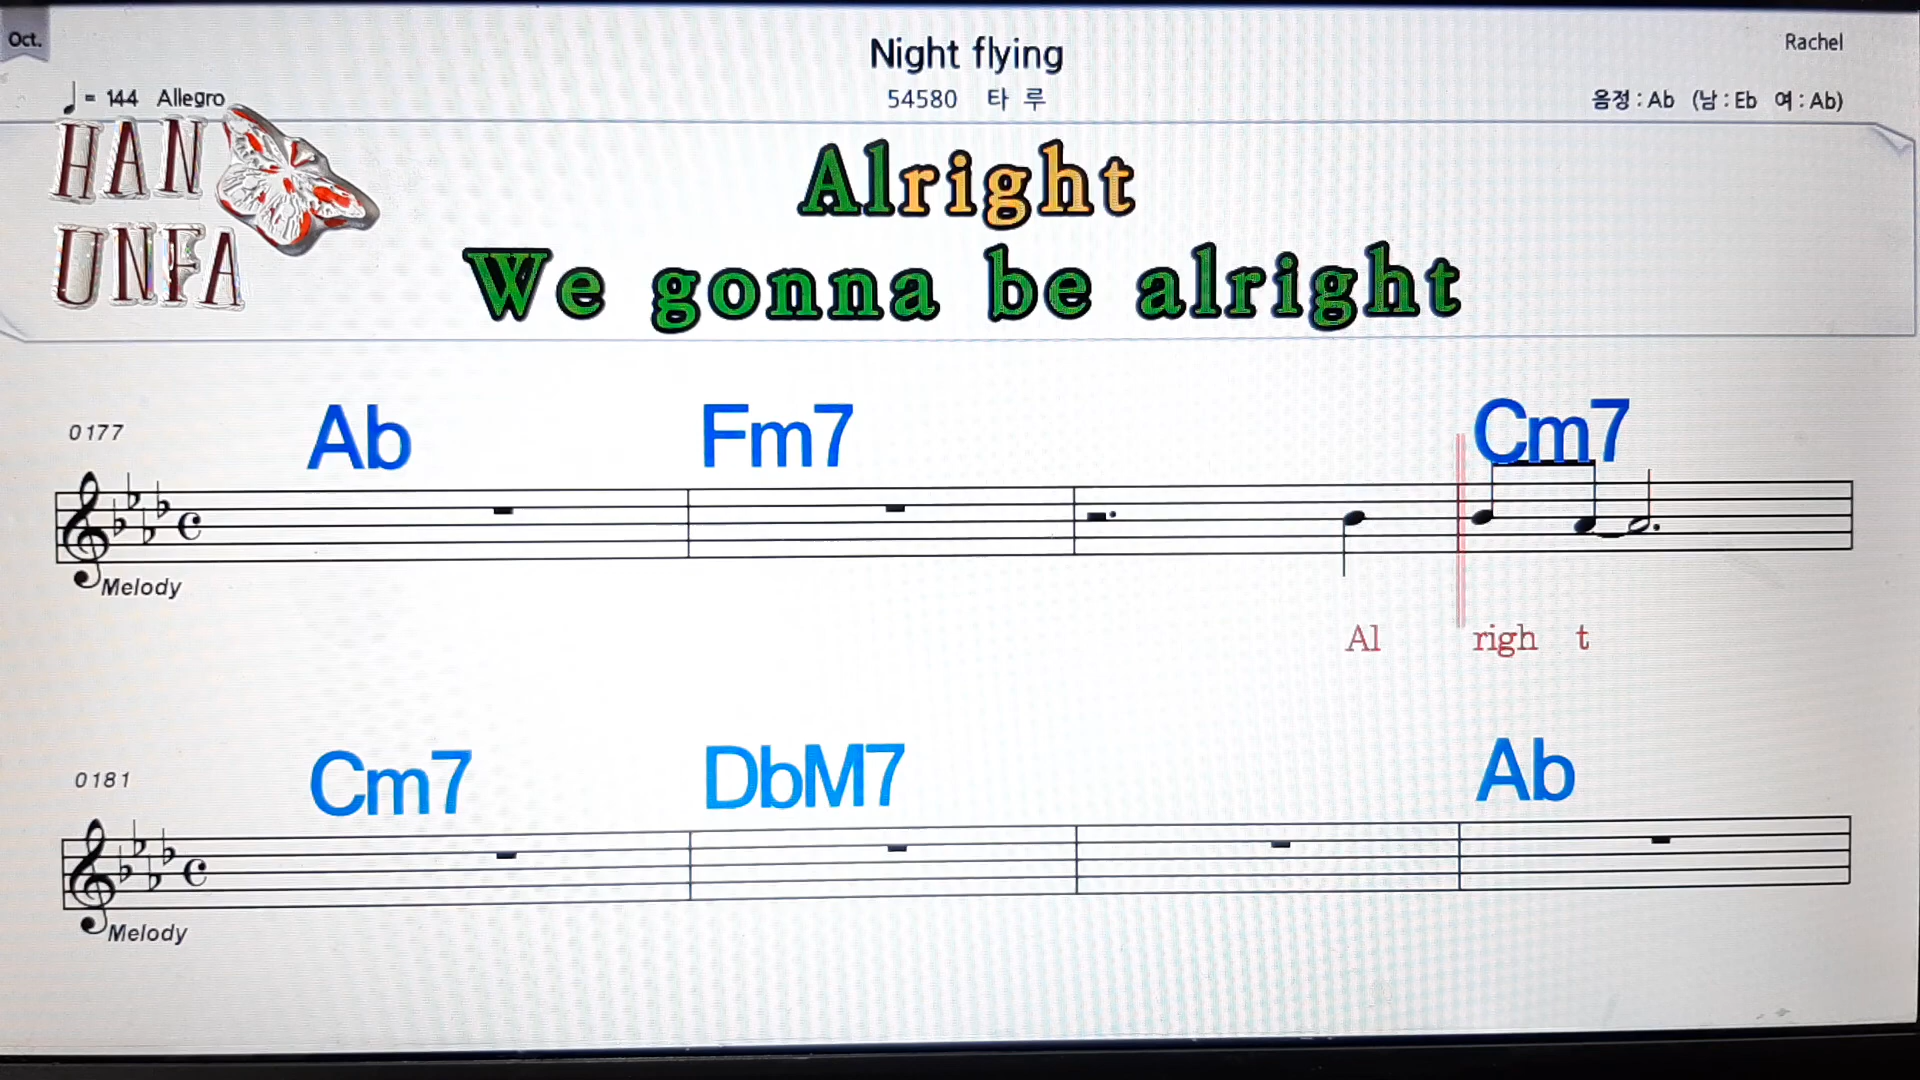 Oct.
Night flying
Rachel
♩ = 144 Allegro
54580 타 루
음정 : Ab (남 : Eb 여 : Ab)
HAN
UNFA
Alright
We gonna be alright
0177
Ab Fm7 Cm7
Melody
Al righ t
0181
Cm7 DbM7 Ab
Melody